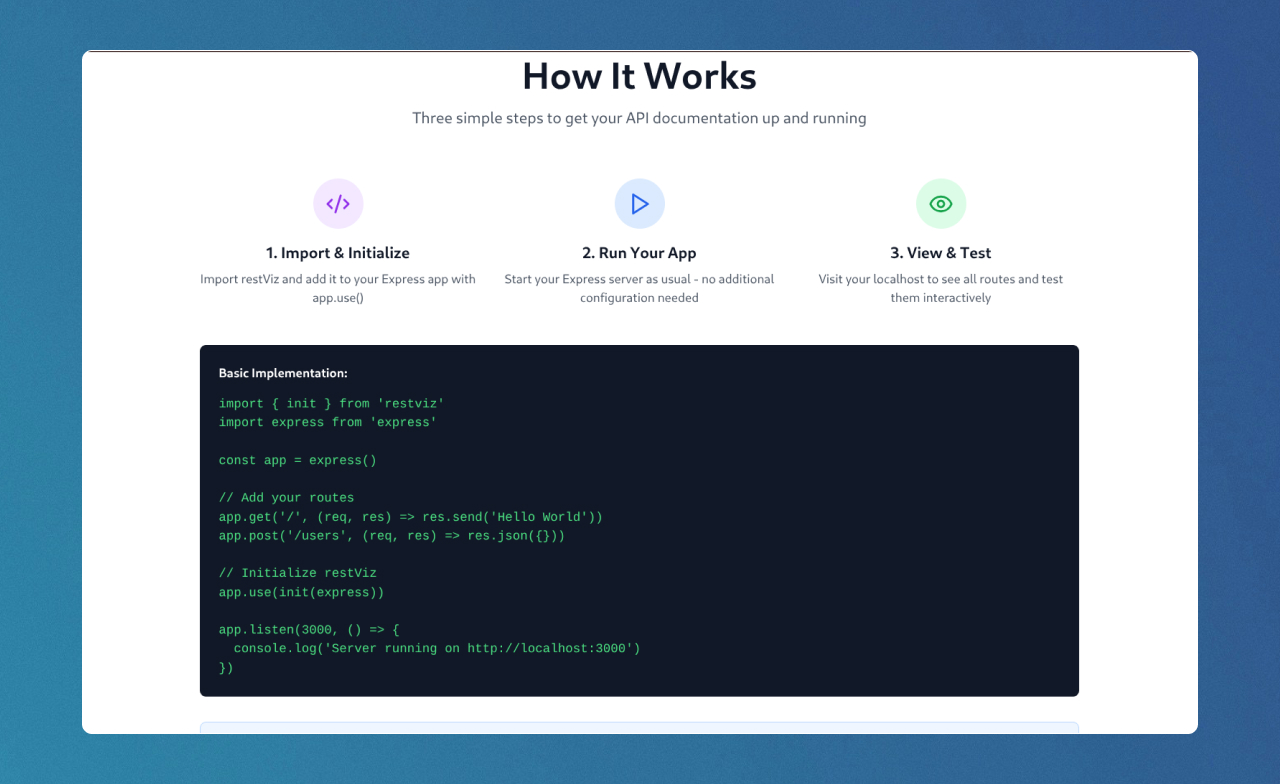 How It Works
Three simple steps to get your API documentation up and running
1. Import & Initialize
Import restViz and add it to your Express app with
app.use()
2. Run Your App
Start your Express server as usual - no additional
configuration needed
3. View & Test
Visit your localhost to see all routes and test
them interactively
Basic Implementation:
import { init } from 'restviz'
import express from 'express'
const app = express()
// Add your routes
app.get('/', (req, res) => res.send('Hello World'))
app.post('/users', (req, res) => res.json({}))
// Initialize restViz
app.use(init(express))
app.listen(3000, () => {
  console.log('Server running on http://localhost:3000')
})